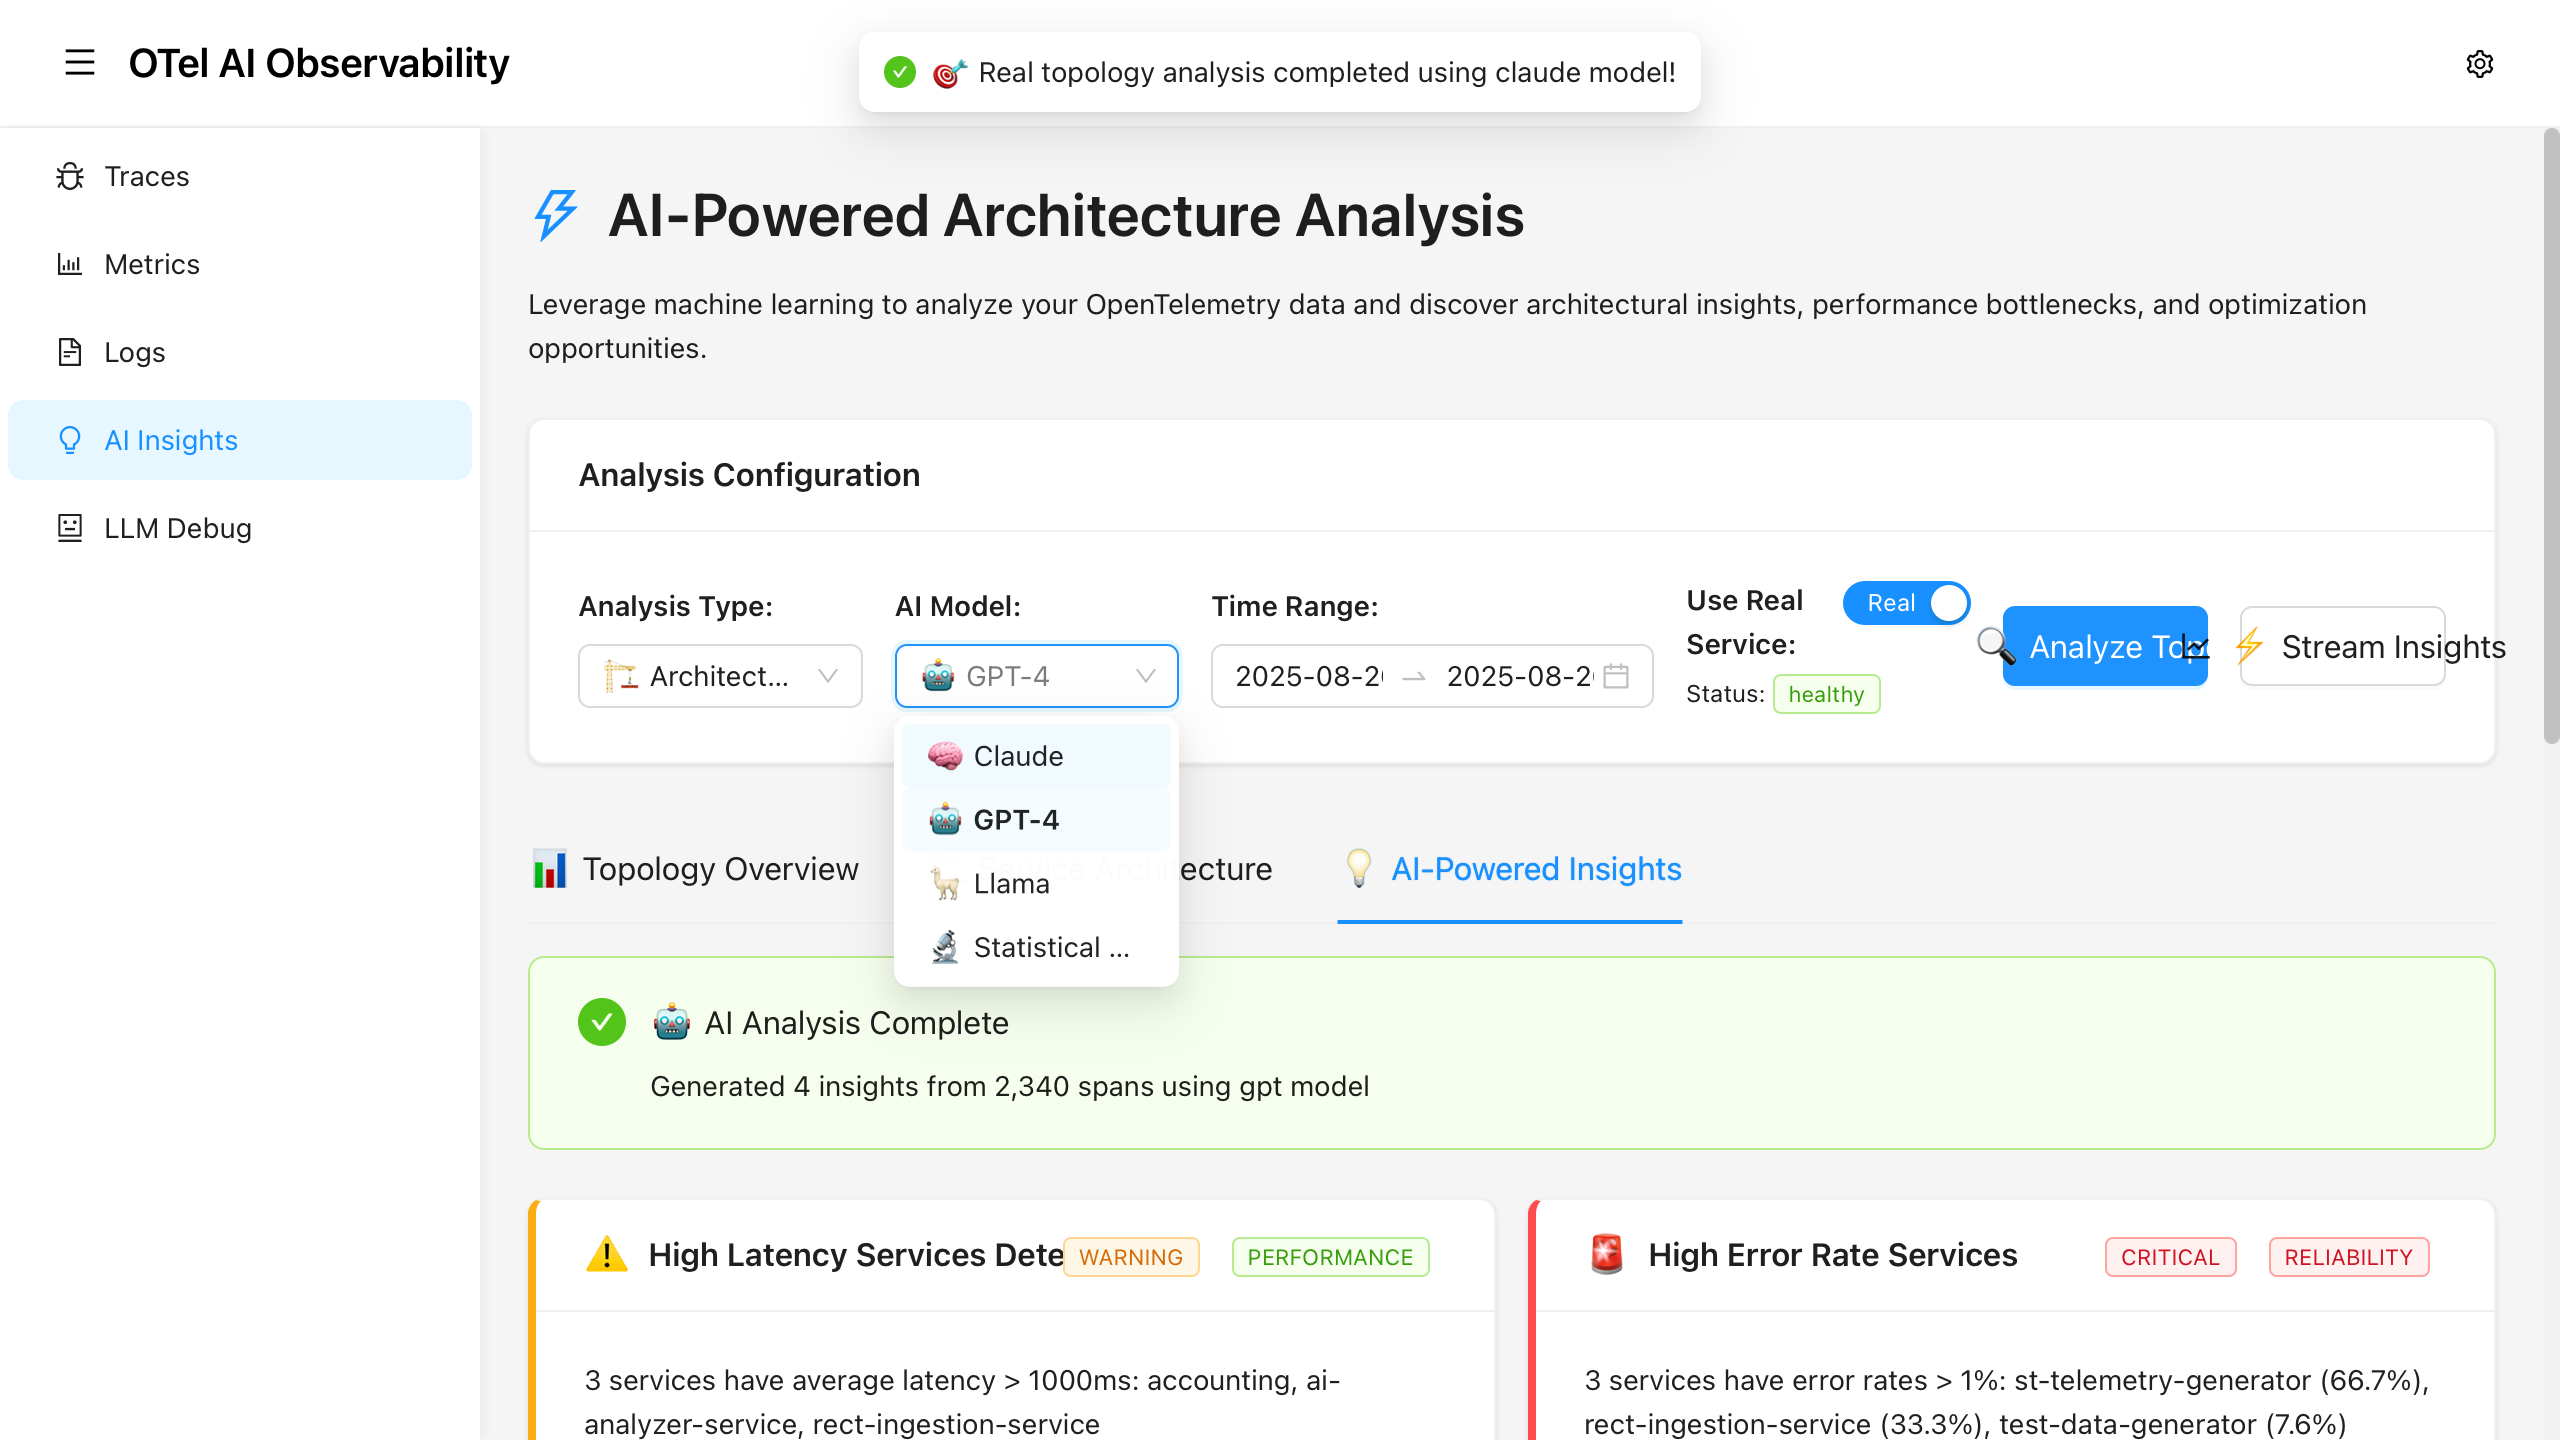 OTel AI Observability
Real topology analysis completed using claude model!
Traces
Metrics
Logs
AI Insights
LLM Debug
AI-Powered Architecture Analysis
Leverage machine learning to analyze your OpenTelemetry data and discover architectural insights, performance bottlenecks, and optimization
opportunities.
Analysis Configuration
Analysis Type:
Architect...
AI Model:
GPT-4
Time Range:
2025-08-2
2025-08-2
Use Real
Service:
Real
Status: healthy
Analyze Top
Stream Insights
Claude
GPT-4
Llama
Statistical ...
Topology Overview
Service Architecture
AI-Powered Insights
AI Analysis Complete
Generated 4 insights from 2,340 spans using gpt model
High Latency Services Dete
WARNING
PERFORMANCE
3 services have average latency > 1000ms: accounting, ai-
analyzer-service, rect-ingestion-service
High Error Rate Services
CRITICAL
RELIABILITY
3 services have error rates > 1%: st-telemetry-generator (66.7%),
rect-ingestion-service (33.3%), test-data-generator (7.6%)